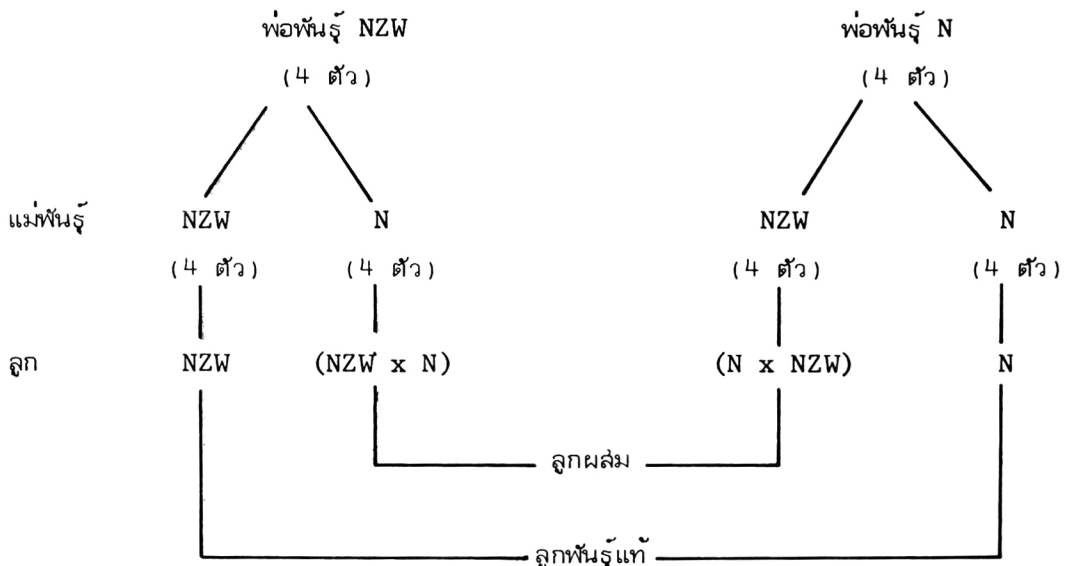 พ่อพันธุ์ NZW พ่อพันธุ์ N
(4 ตัว) (4 ตัว)
แม่พันธุ์ NZW N NZW N
(4 ตัว) (4 ตัว) (4 ตัว) (4 ตัว)
ลูก NZW (NZW x N) (N x NZW) N
ลูกผสม
ลูกพันธุ์แท้